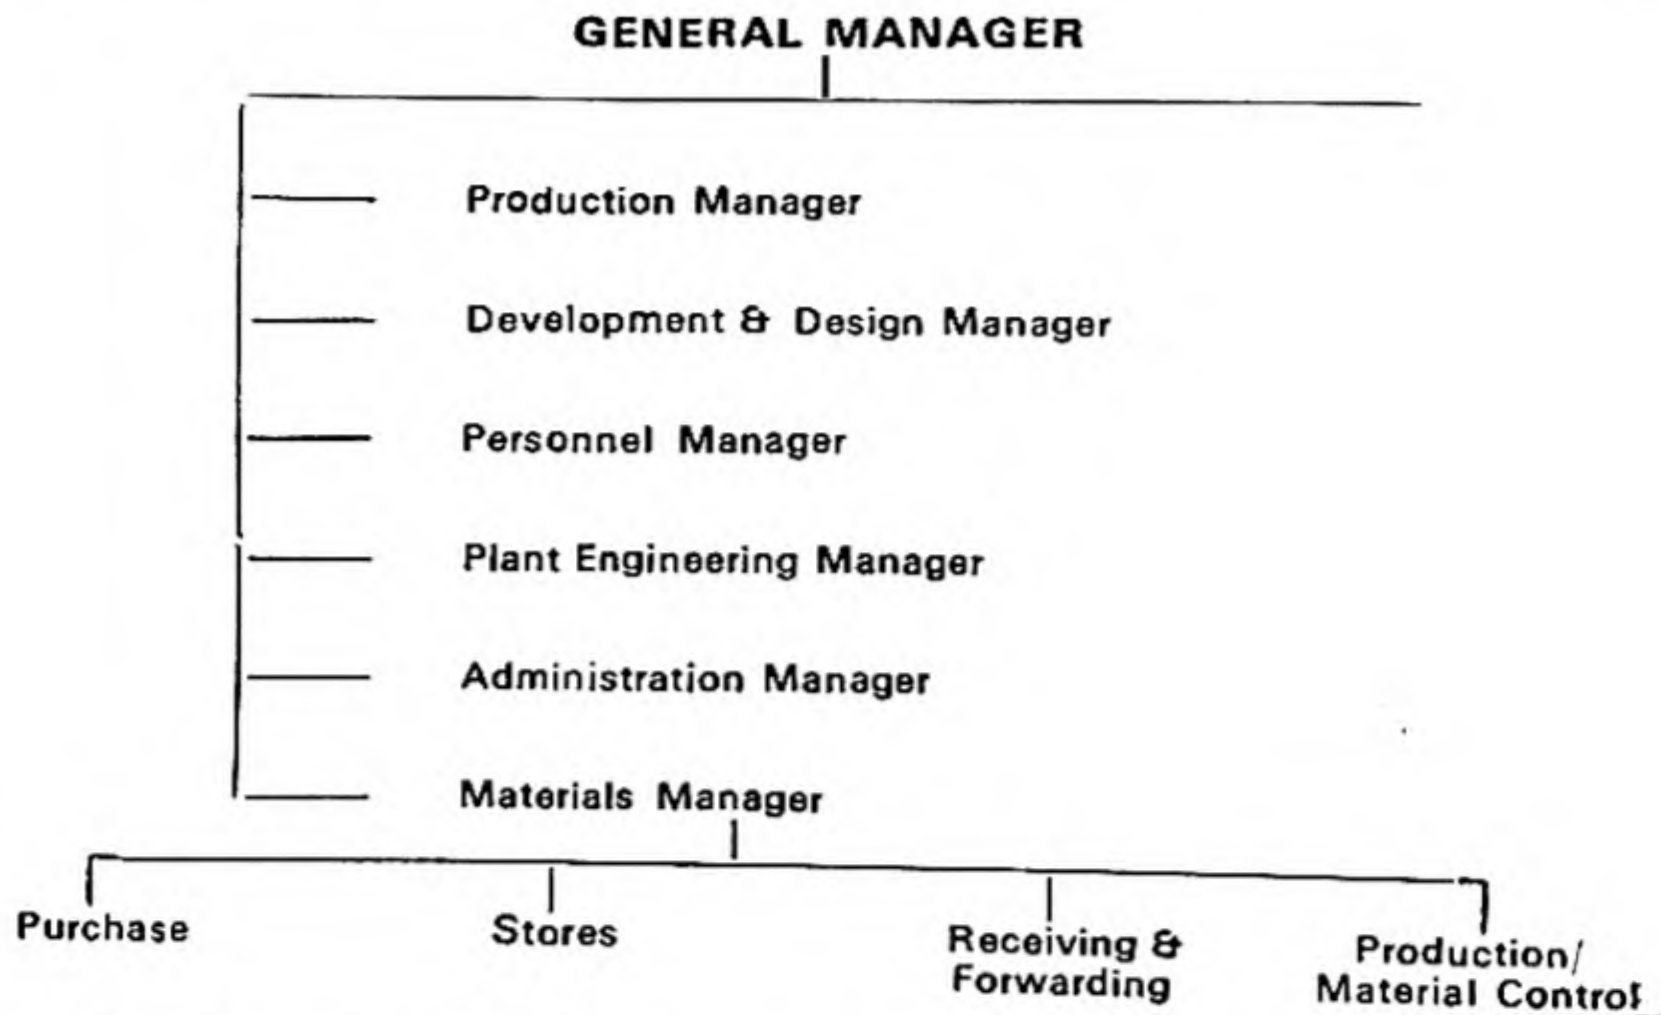 GENERAL MANAGER
Production Manager
Development & Design Manager
Personnel Manager
Plant Engineering Manager
Administration Manager
Materials Manager
Purchase
Stores
Receiving &
Forwarding
Production/
Material Control